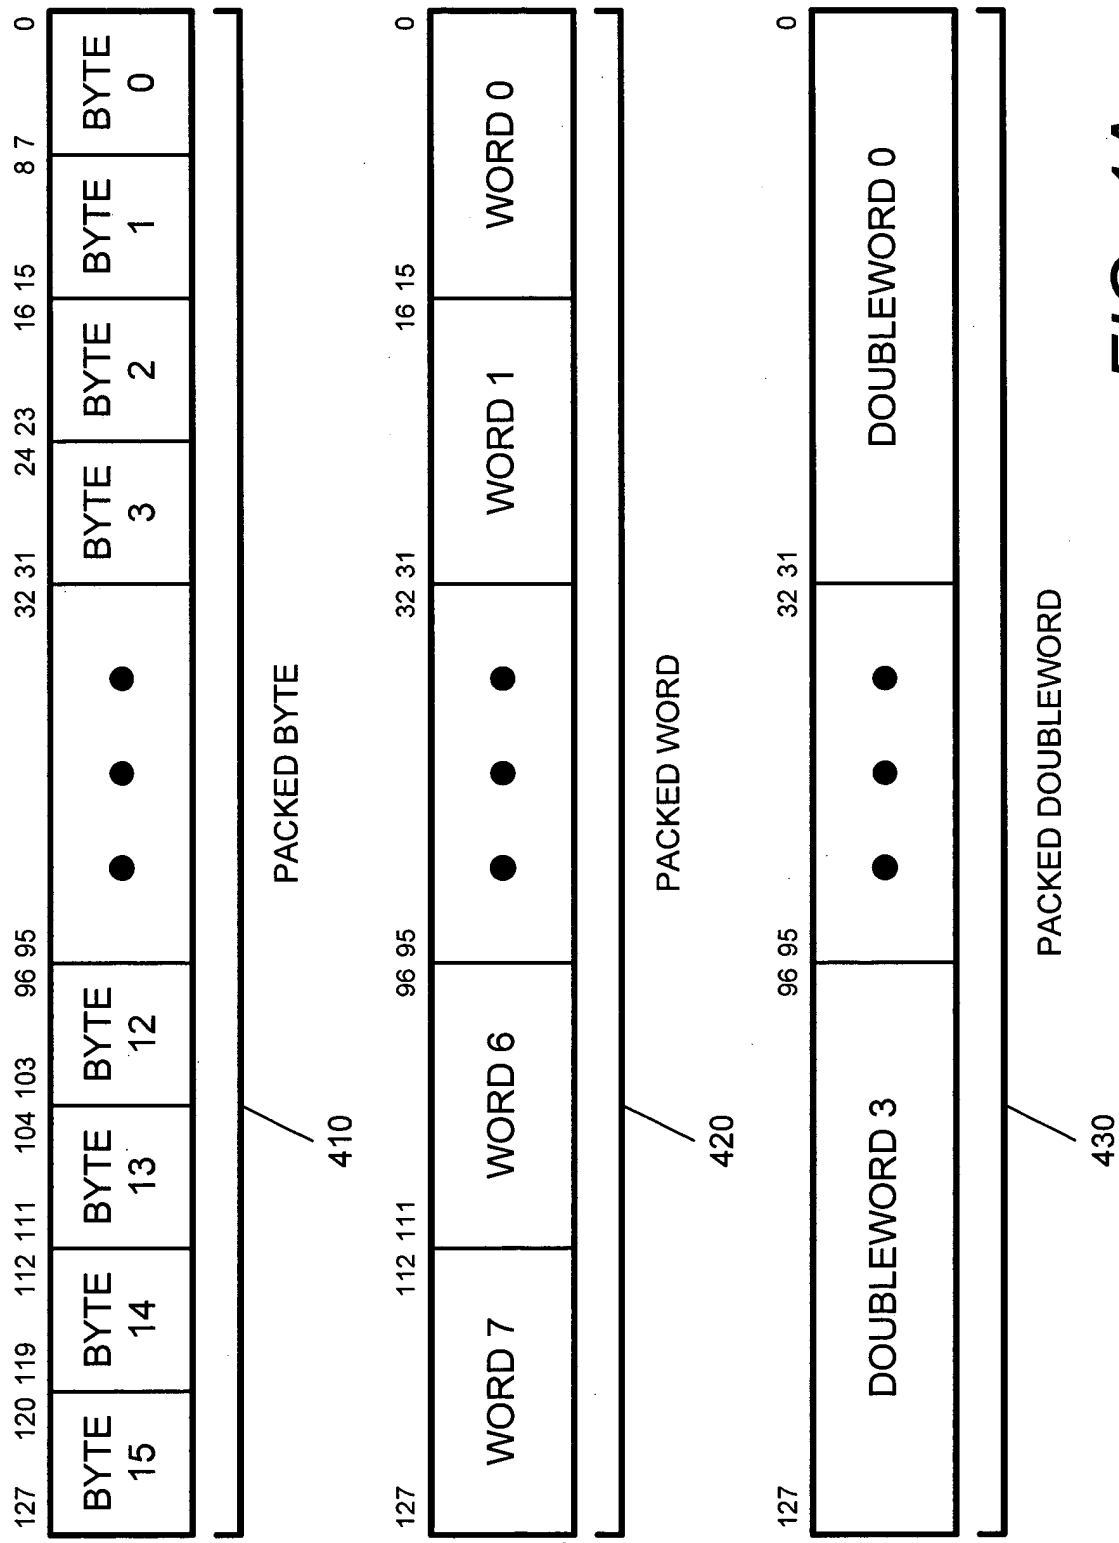 127 120 119 112 111 104 103 96 95 32 31 24 23 16 15 8 7 0
BYTE 15 BYTE 14 BYTE 13 BYTE 12 BYTE 3 BYTE 2 BYTE 1 BYTE 0
PACKED BYTE
410
127 112 111 96 95 32 31 16 15 0
WORD 7 WORD 6 WORD 1 WORD 0
PACKED WORD
420
127 96 95 32 31 0
DOUBLEWORD 3 DOUBLEWORD 0
PACKED DOUBLEWORD
430